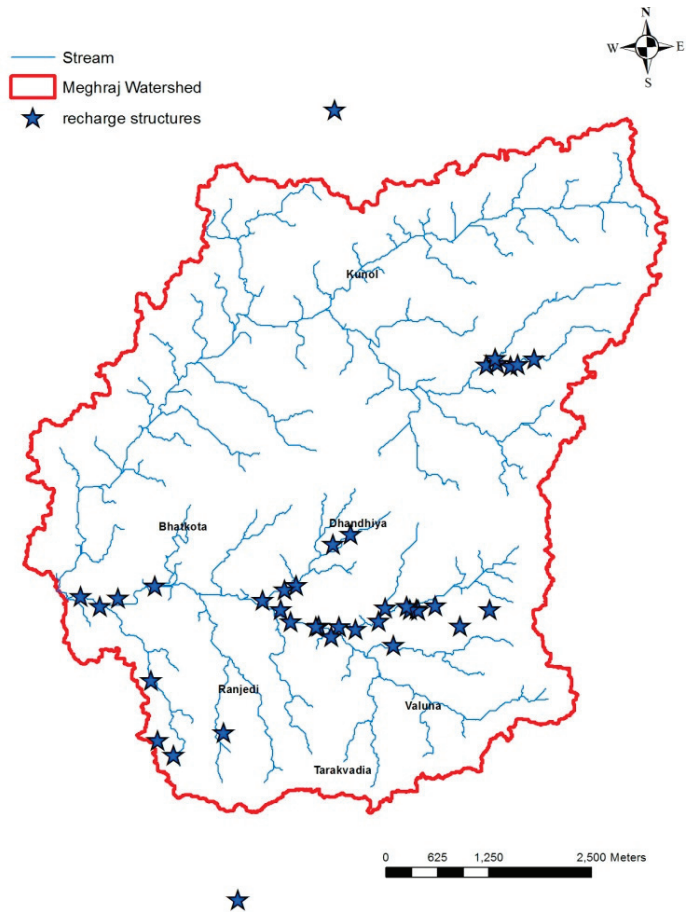 N
W E
S
Stream
Meghraj Watershed
recharge structures
Kunol
Bhatkota
Dhandhiya
Ranjedi
Valuna
Tarakvadia
0 625 1,250 2,500 Meters